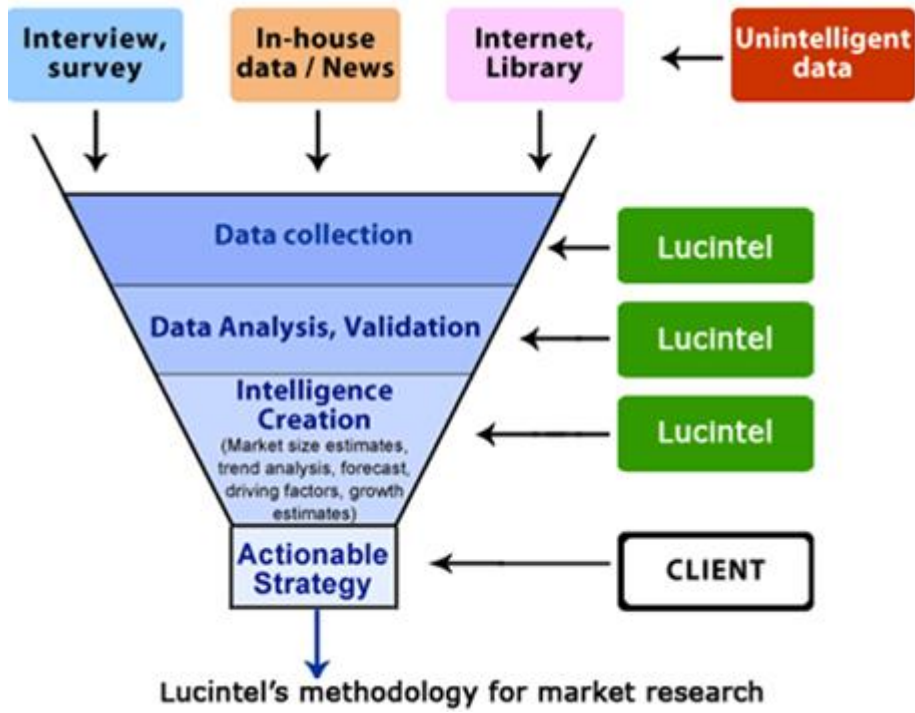 Interview,
survey
In-house
data / News
Internet,
Library
Unintelligent
data
Data collection
Lucintel
Data Analysis, Validation
Lucintel
Intelligence
Creation
(Market size estimates,
trend analysis, forecast,
driving factors, growth
estimates)
Lucintel
Actionable
Strategy
CLIENT
Lucintel's methodology for market research